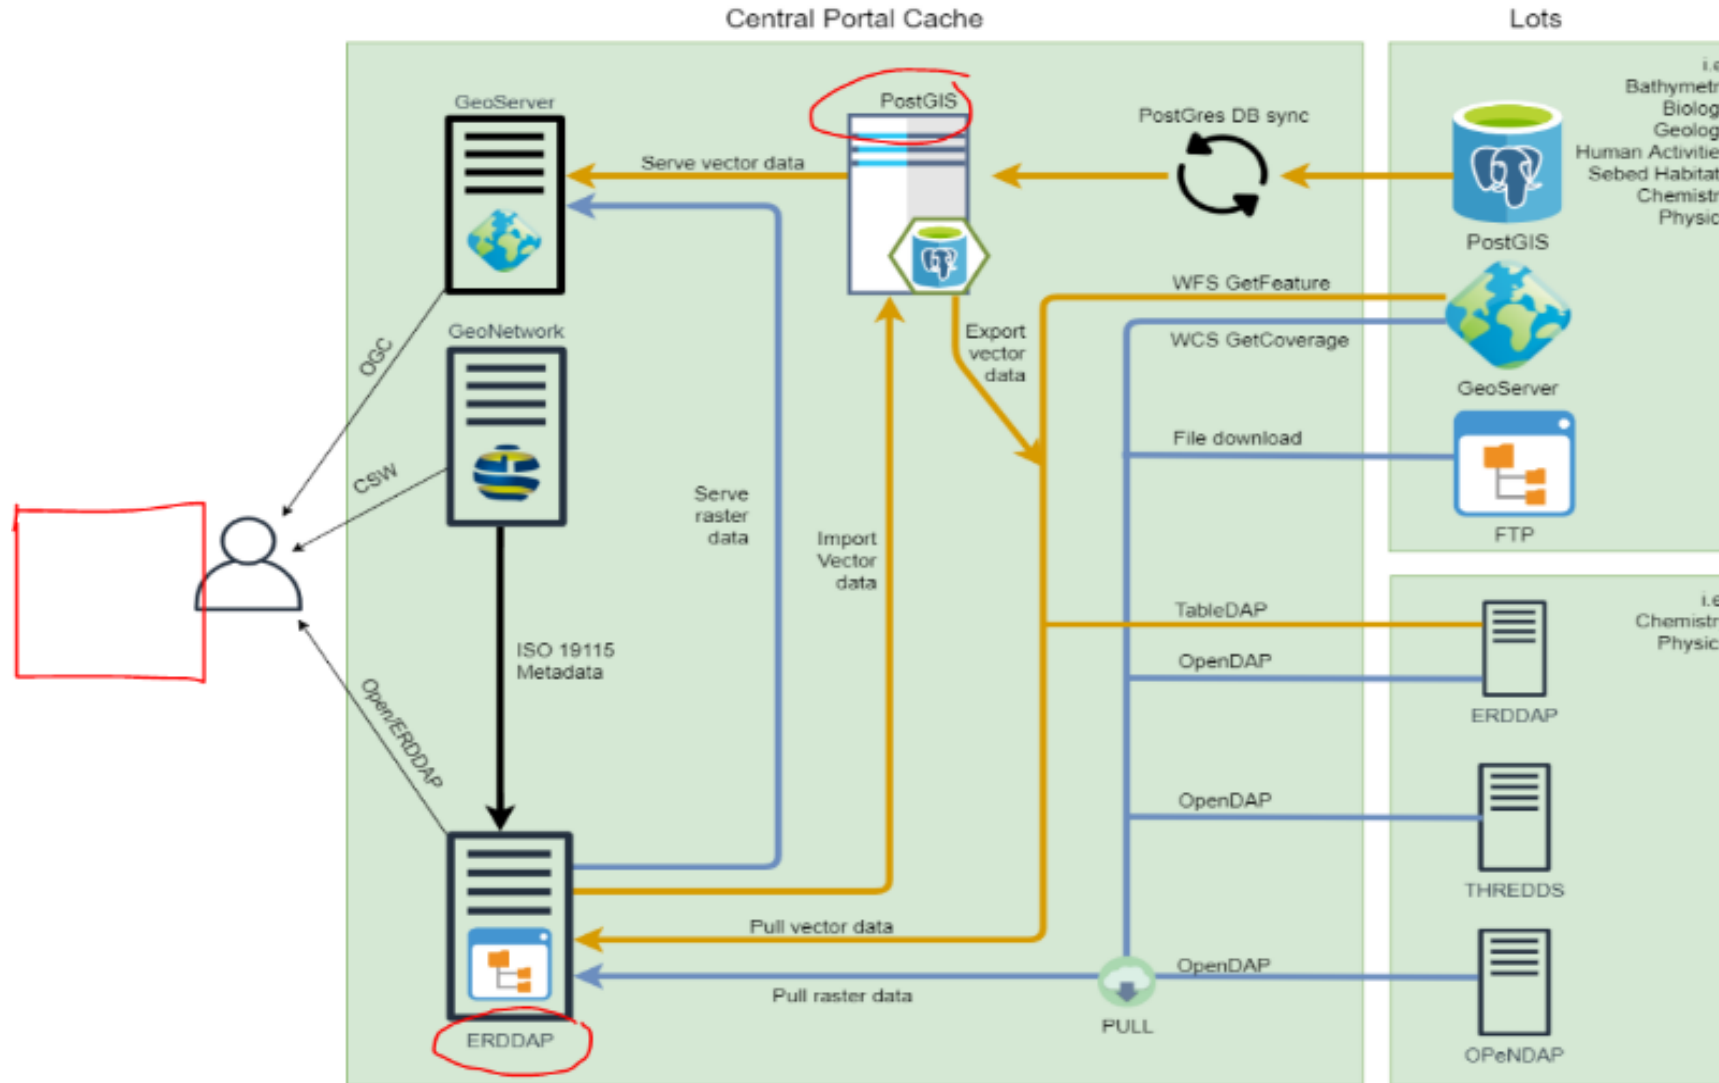 Central Portal Cache
Lots
GeoServer
PostGIS
PostGres DB sync
Serve vector data
i.e
Bathymetr
Biolog
Geolog
Human Activitie
Sebed Habitat
Chemistr
Physic
PostGIS
WFS GetFeature
WCS GetCoverage
GeoServer
GeoNetwork
Export
vector
data
OGC
CSW
File download
FTP
Serve
raster
data
Import
Vector
data
ISO 19115
Metadata
Open/ERDDAP
TableDAP
OpenDAP
ERDDAP
i.e
Chemistr
Physic
OpenDAP
THREDDS
Pull vector data
OpenDAP
Pull raster data
PULL
ERDDAP
OPeNDAP